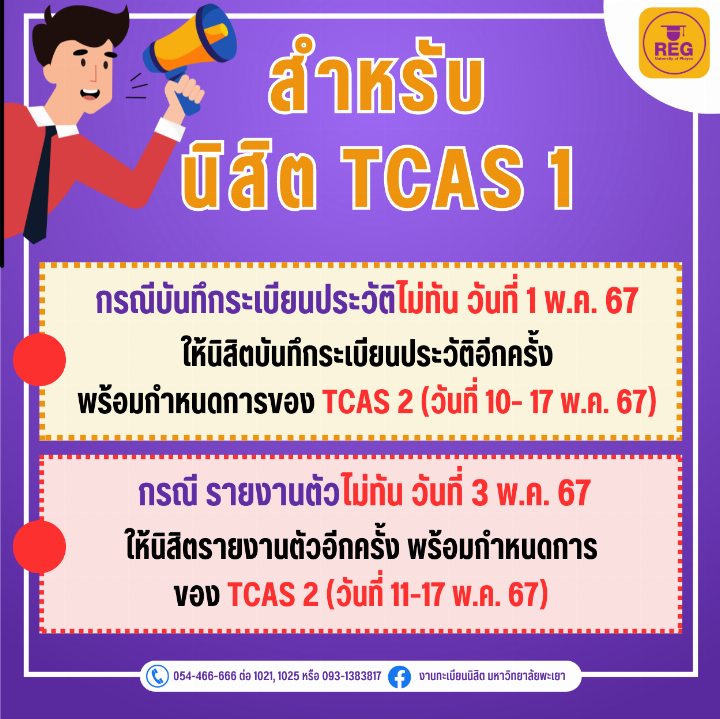 REG
University of Phayao
สำหรับ
นิสิต TCAS 1
กรณีบันทึกระเบียนประวัติไม่ทัน วันที่ 1 พ.ค. 67
ให้นิสิตบันทึกระเบียนประวัติอีกครั้ง
พร้อมกำหนดการของ TCAS 2 (วันที่ 10- 17 พ.ค. 67)
กรณี รายงานตัวไม่ทัน วันที่ 3 พ.ค. 67
ให้นิสิตรายงานตัวอีกครั้ง พร้อมกำหนดการ
ของ TCAS 2 (วันที่ 11-17 พ.ค. 67)
054-466-666 ต่อ 1021, 1025 หรือ 093-1383817 งานทะเบียนนิสิต มหาวิทยาลัยพะเยา